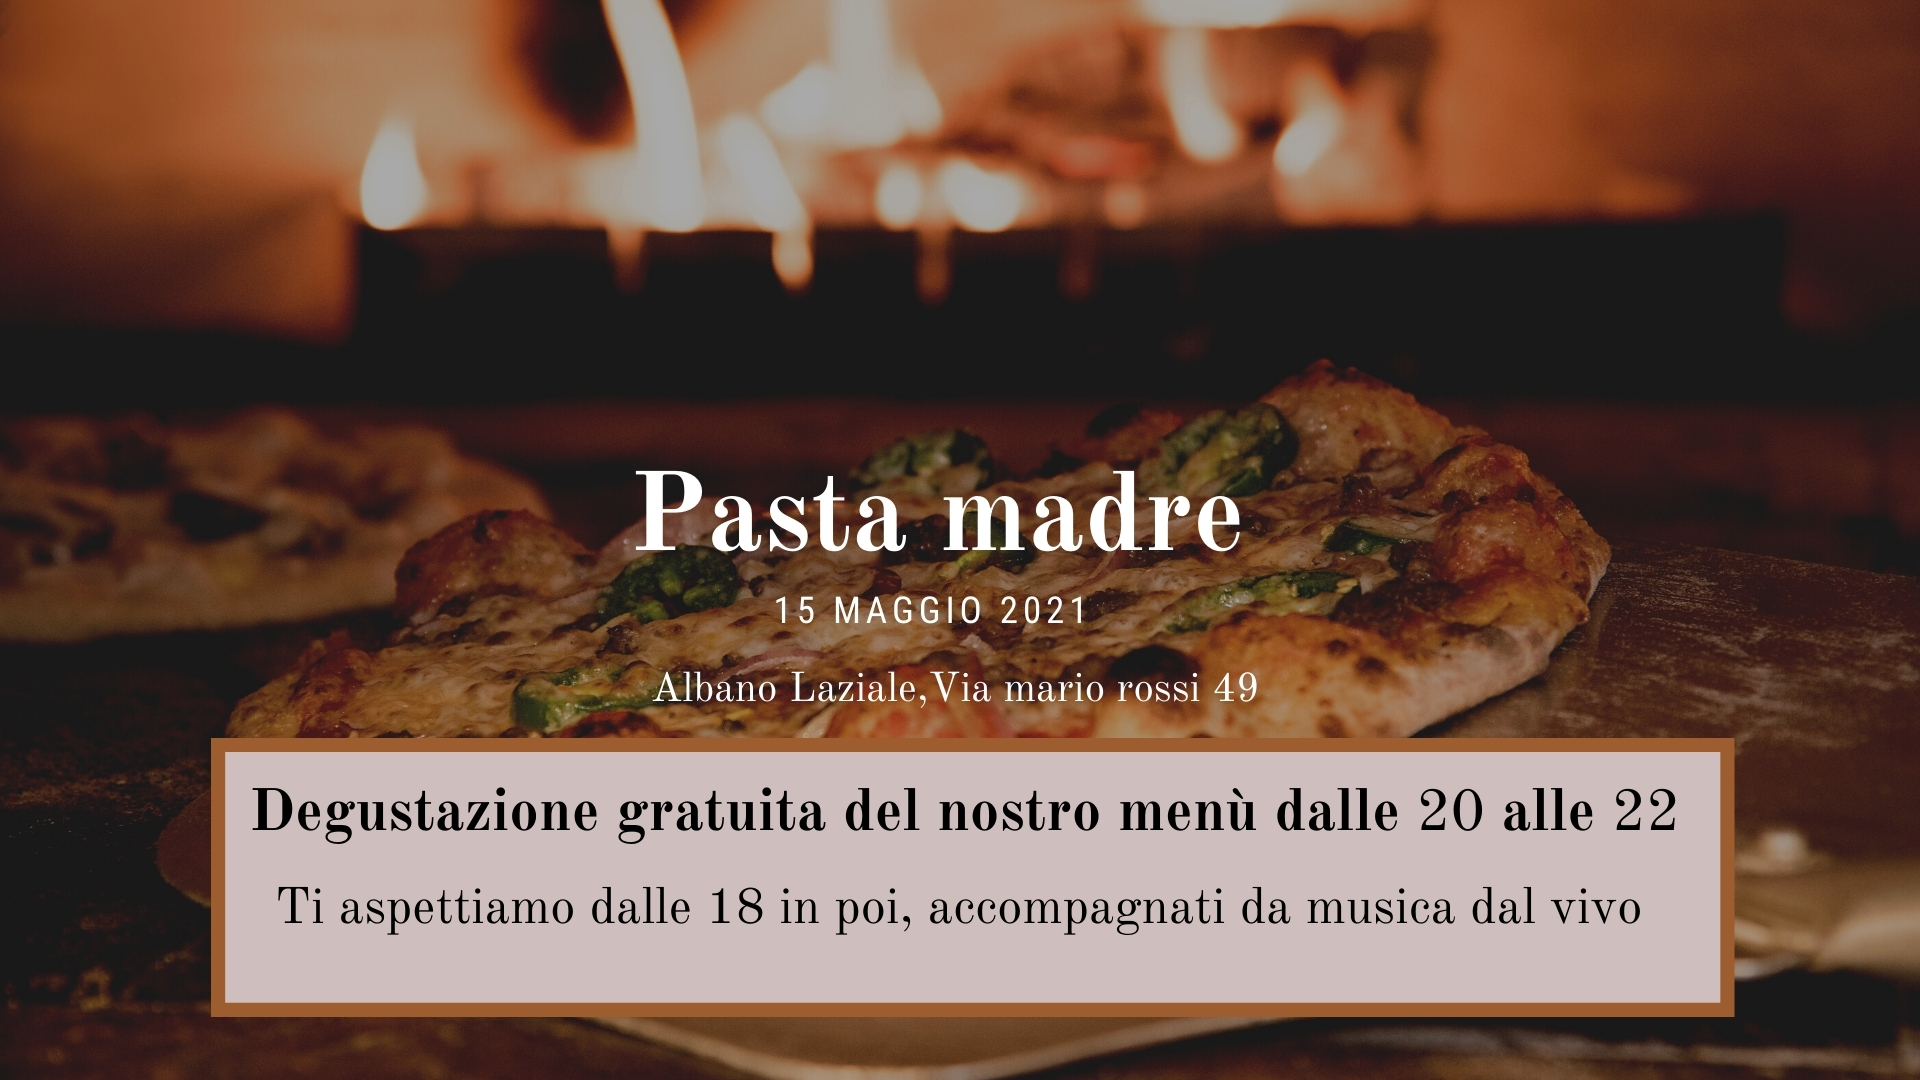 Pasta madre
15 MAGGIO 2021
Albano Laziale,Via mario rossi 49
Degustazione gratuita del nostro menù dalle 20 alle 22
Ti aspettiamo dalle 18 in poi, accompagnati da musica dal vivo